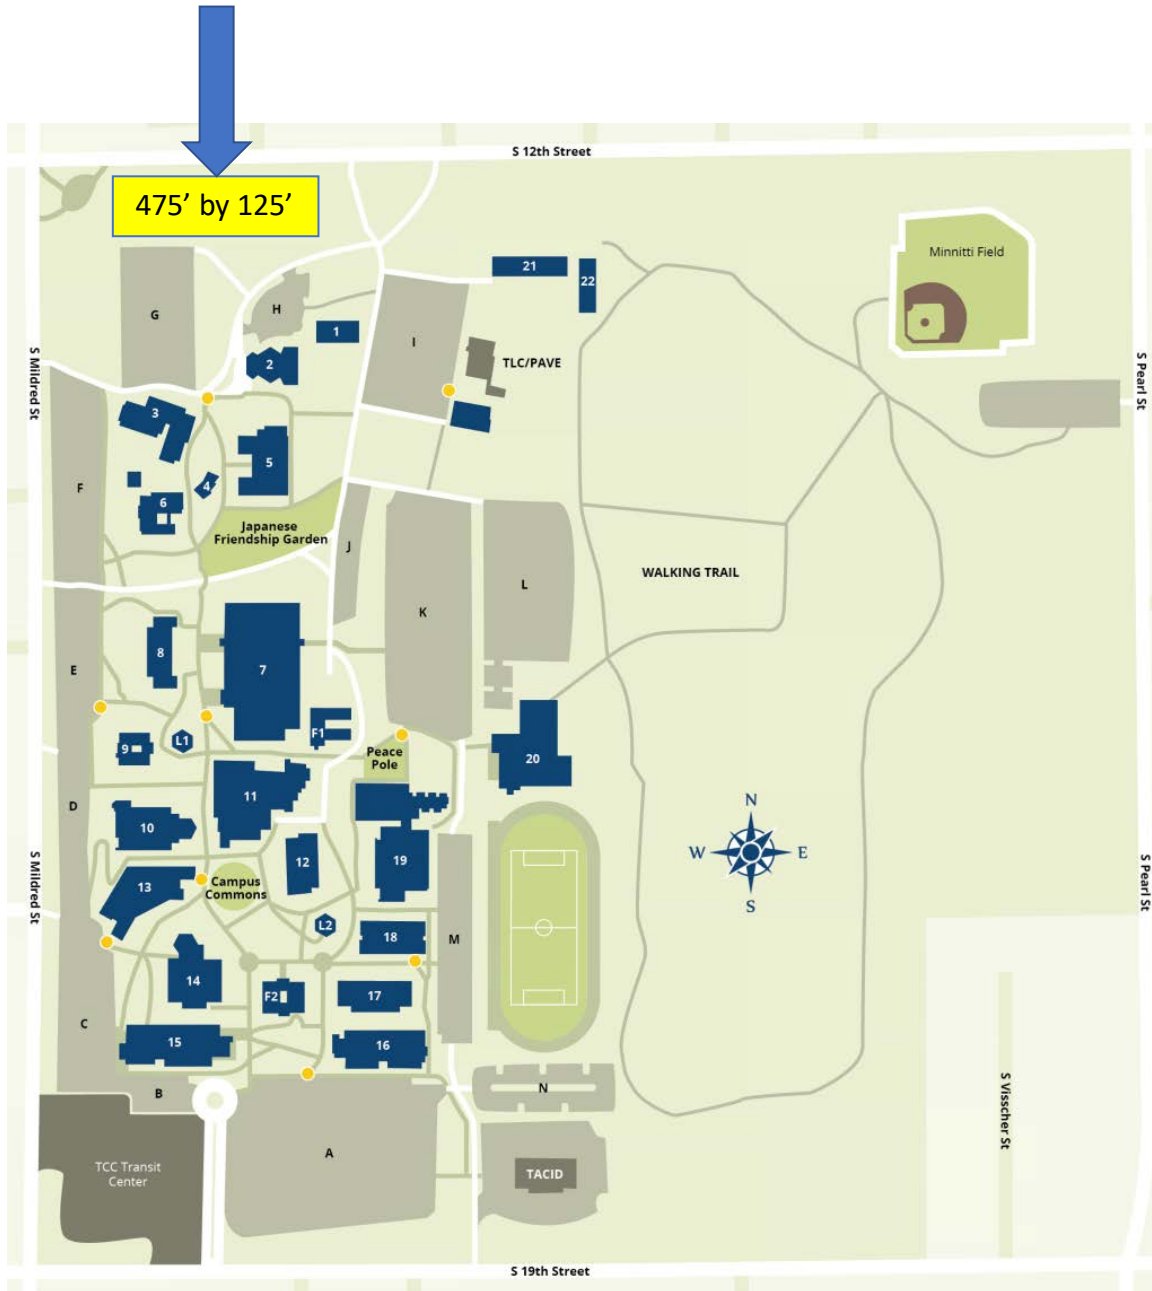 S 12th Street
475’ by 125’
Minnitti Field
21
22
G
H
1
I
2
TLC/PAVE
S Mildred St
S Pearl St
3
5
4
F
6
Japanese
Friendship Garden
J
WALKING TRAIL
L
K
8
E
7
L1
F1
9
Peace
Pole
20
11
D
10
N
W
E
S
12
19
13
Campus
Commons
S Mildred St
S Pearl St
L2
18
M
14
F2
17
C
15
16
B
N
S Visscher St
A
TCC Transit
Center
TACID
S 19th Street